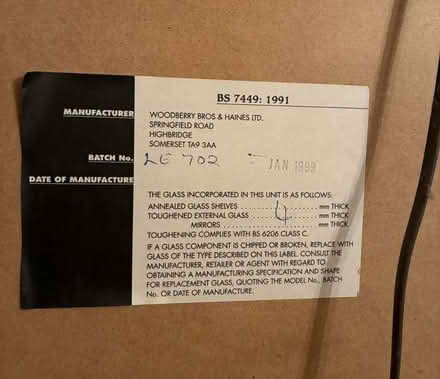 BS 7449: 1991
MANUFACTURER
WOODBERRY BROS & HAINES LTD.
SPRINGFIELD ROAD
HIGHBRIDGE
SOMERSET TA9 3AA
BATCH No. LE 702
DATE OF MANUFACTURE JAN 1999
THE GLASS INCORPORATED IN THIS UNIT IS AS FOLLOWS:
ANNEALED GLASS SHELVES ........ mm THICK
TOUGHENED EXTERNAL GLASS .... 4 .... mm THICK
MIRRORS ........ mm THICK
TOUGHENING COMPLIES WITH BS 6206 CLASS C.
IF A GLASS COMPONENT IS CHIPPED OR BROKEN, REPLACE WITH
GLASS OF THE TYPE DESCRIBED ON THIS LABEL. CONSULT THE
MANUFACTURER, RETAILER OR AGENT WITH REGARD TO
OBTAINING A MANUFACTURING SPECIFICATION AND SHAPE
FOR REPLACEMENT GLASS, QUOTING THE MODEL No., BATCH
No. OR DATE OF MANUFACTURE.